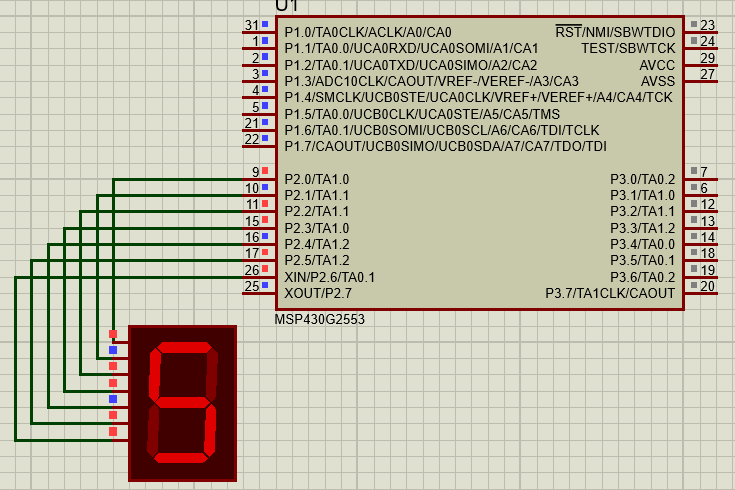 U1
31 P1.0/TA0CLK/ACLK/A0/CA0
1 P1.1/TA0.0/UCA0RXD/UCA0SOMI/A1/CA1
2 P1.2/TA0.1/UCA0TXD/UCA0SIMO/A2/CA2
3 P1.3/ADC10CLK/CAOUT/VREF-/VEREF-/A3/CA3
4 P1.4/SMCLK/UCB0STE/UCA0CLK/VREF+/VEREF+/A4/CA4/TCK
5 P1.5/TA0.0/UCB0CLK/UCA0STE/A5/CA5/TMS
21 P1.6/TA0.1/UCB0SOMI/UCB0SCL/A6/CA6/TDI/TCLK
22 P1.7/CAOUT/UCB0SIMO/UCB0SDA/A7/CA7/TDO/TDI
9 P2.0/TA1.0
10 P2.1/TA1.1
11 P2.2/TA1.1
15 P2.3/TA1.0
16 P2.4/TA1.2
17 P2.5/TA1.2
26 XIN/P2.6/TA0.1
25 XOUT/P2.7
RST/NMI/SBWTDIO 23
TEST/SBWTCK 24
AVCC 29
AVSS 27
P3.0/TA0.2 7
P3.1/TA1.0 6
P3.2/TA1.1 12
P3.3/TA1.2 13
P3.4/TA0.0 14
P3.5/TA0.1 18
P3.6/TA0.2 19
P3.7/TA1CLK/CAOUT 20
MSP430G2553